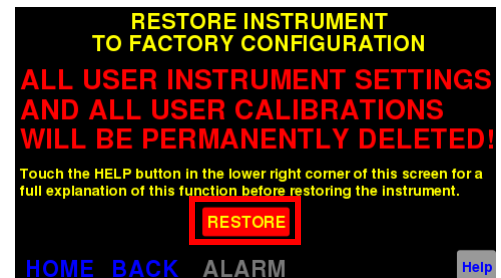 RESTORE INSTRUMENT
TO FACTORY CONFIGURATION
ALL USER INSTRUMENT SETTINGS
AND ALL USER CALIBRATIONS
WILL BE PERMANENTLY DELETED!
Touch the HELP button in the lower right corner of this screen for a
full explanation of this function before restoring the instrument.
RESTORE
HOME BACK ALARM Help